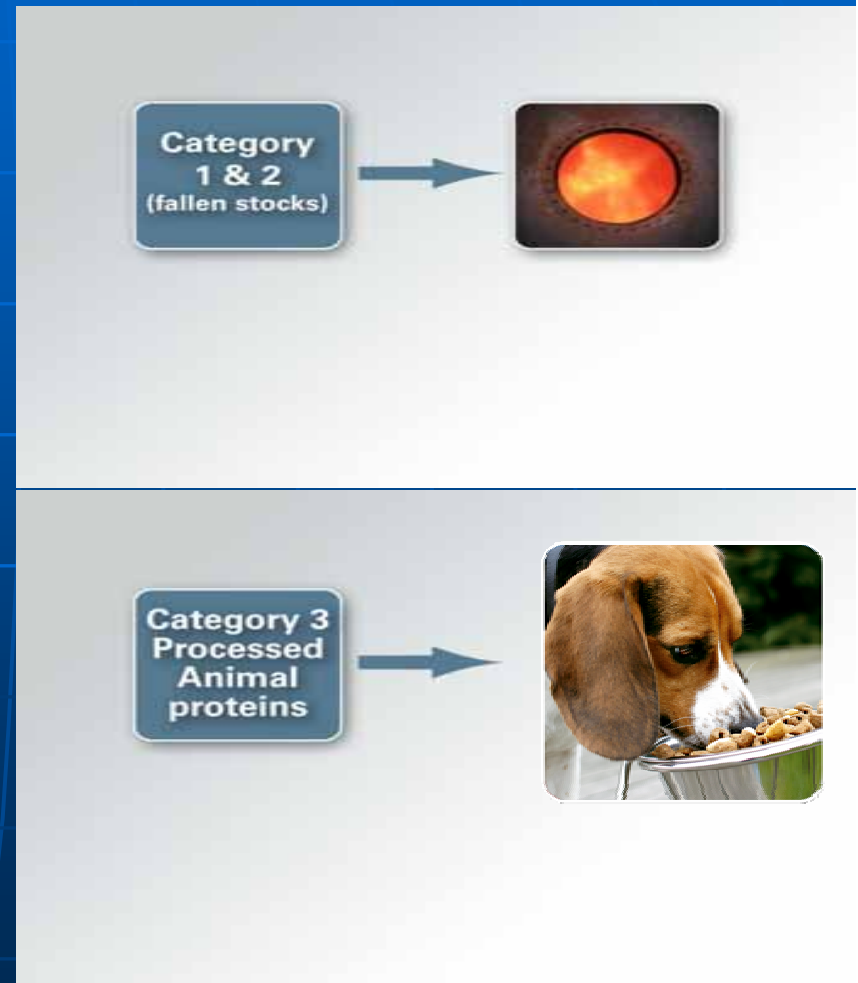 Category
1 & 2
(fallen stocks)
Category 3
Processed
Animal
proteins